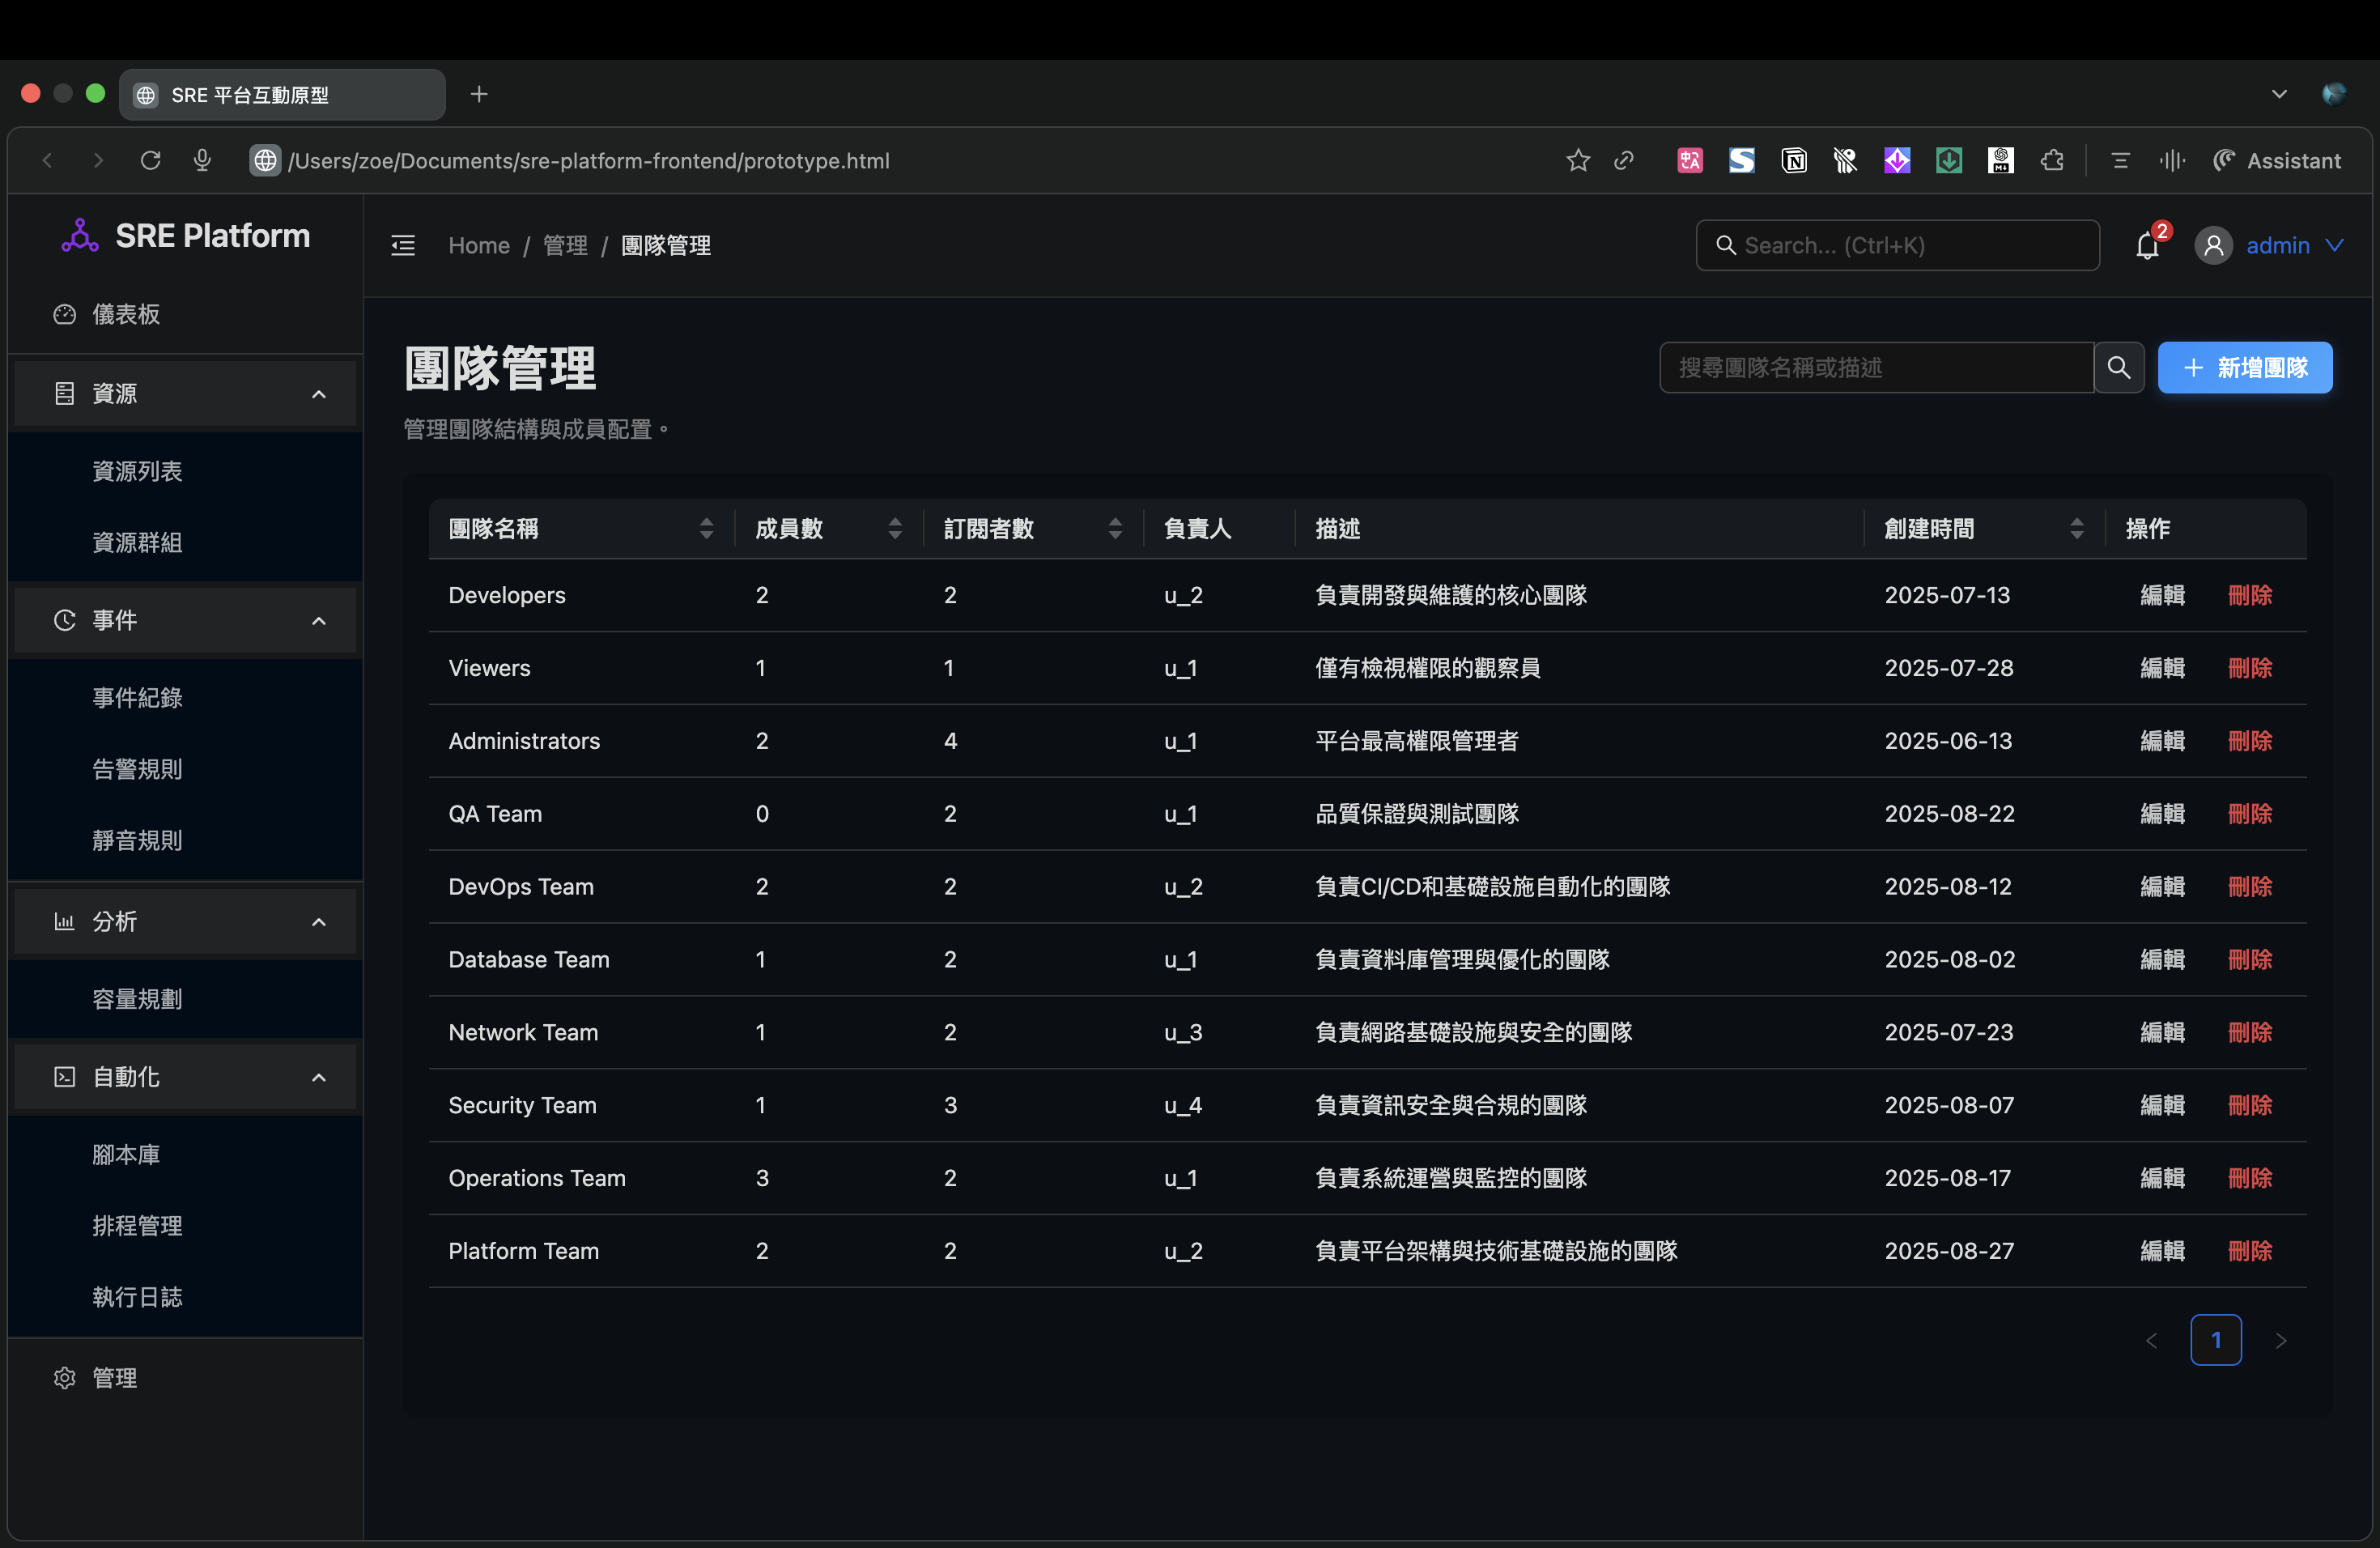 SRE 平台互動原型
/Users/zoe/Documents/sre-platform-frontend/prototype.html
Assistant
SRE Platform
儀表板
資源
資源列表
資源群組
事件
事件紀錄
告警規則
靜音規則
分析
容量規劃
自動化
腳本庫
排程管理
執行日誌
管理
Home / 管理 / 團隊管理
Search... (Ctrl+K)
2
admin
團隊管理
管理團隊結構與成員配置。
搜尋團隊名稱或描述
新增團隊
團隊名稱 成員數 訂閱者數 負責人 描述 創建時間 操作
Developers 2 2 u_2 負責開發與維護的核心團隊 2025-07-13 編輯 刪除
Viewers 1 1 u_1 僅有檢視權限的觀察員 2025-07-28 編輯 刪除
Administrators 2 4 u_1 平台最高權限管理者 2025-06-13 編輯 刪除
QA Team 0 2 u_1 品質保證與測試團隊 2025-08-22 編輯 刪除
DevOps Team 2 2 u_2 負責CI/CD和基礎設施自動化的團隊 2025-08-12 編輯 刪除
Database Team 1 2 u_1 負責資料庫管理與優化的團隊 2025-08-02 編輯 刪除
Network Team 1 2 u_3 負責網路基礎設施與安全的團隊 2025-07-23 編輯 刪除
Security Team 1 3 u_4 負責資訊安全與合規的團隊 2025-08-07 編輯 刪除
Operations Team 3 2 u_1 負責系統運營與監控的團隊 2025-08-17 編輯 刪除
Platform Team 2 2 u_2 負責平台架構與技術基礎設施的團隊 2025-08-27 編輯 刪除
1